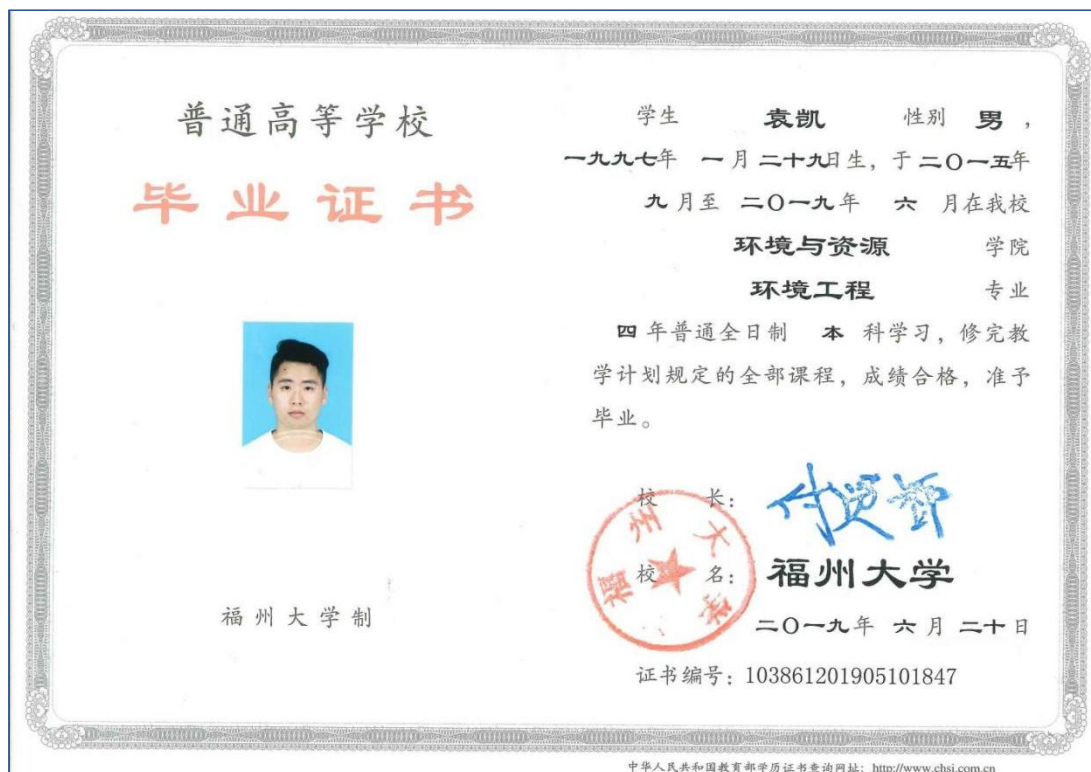 普通高等学校
毕业证书
福州大学制
学生 袁凯 性别 男，
一九九七年 一月二十九日生，于二〇一五年
九月至 二〇一九年 六 月在我校
环境与资源 学院
环境工程 专业
四 年普通全日制 本 科学习，修完教
学计划规定的全部课程，成绩合格，准予
毕业。
校 长：
校 名：福州大学
福州大学
二〇一九年 六 月 二十日
证书编号：103861201905101847
中华人民共和国教育部学历证书查询网址：http://www.chsi.com.cn